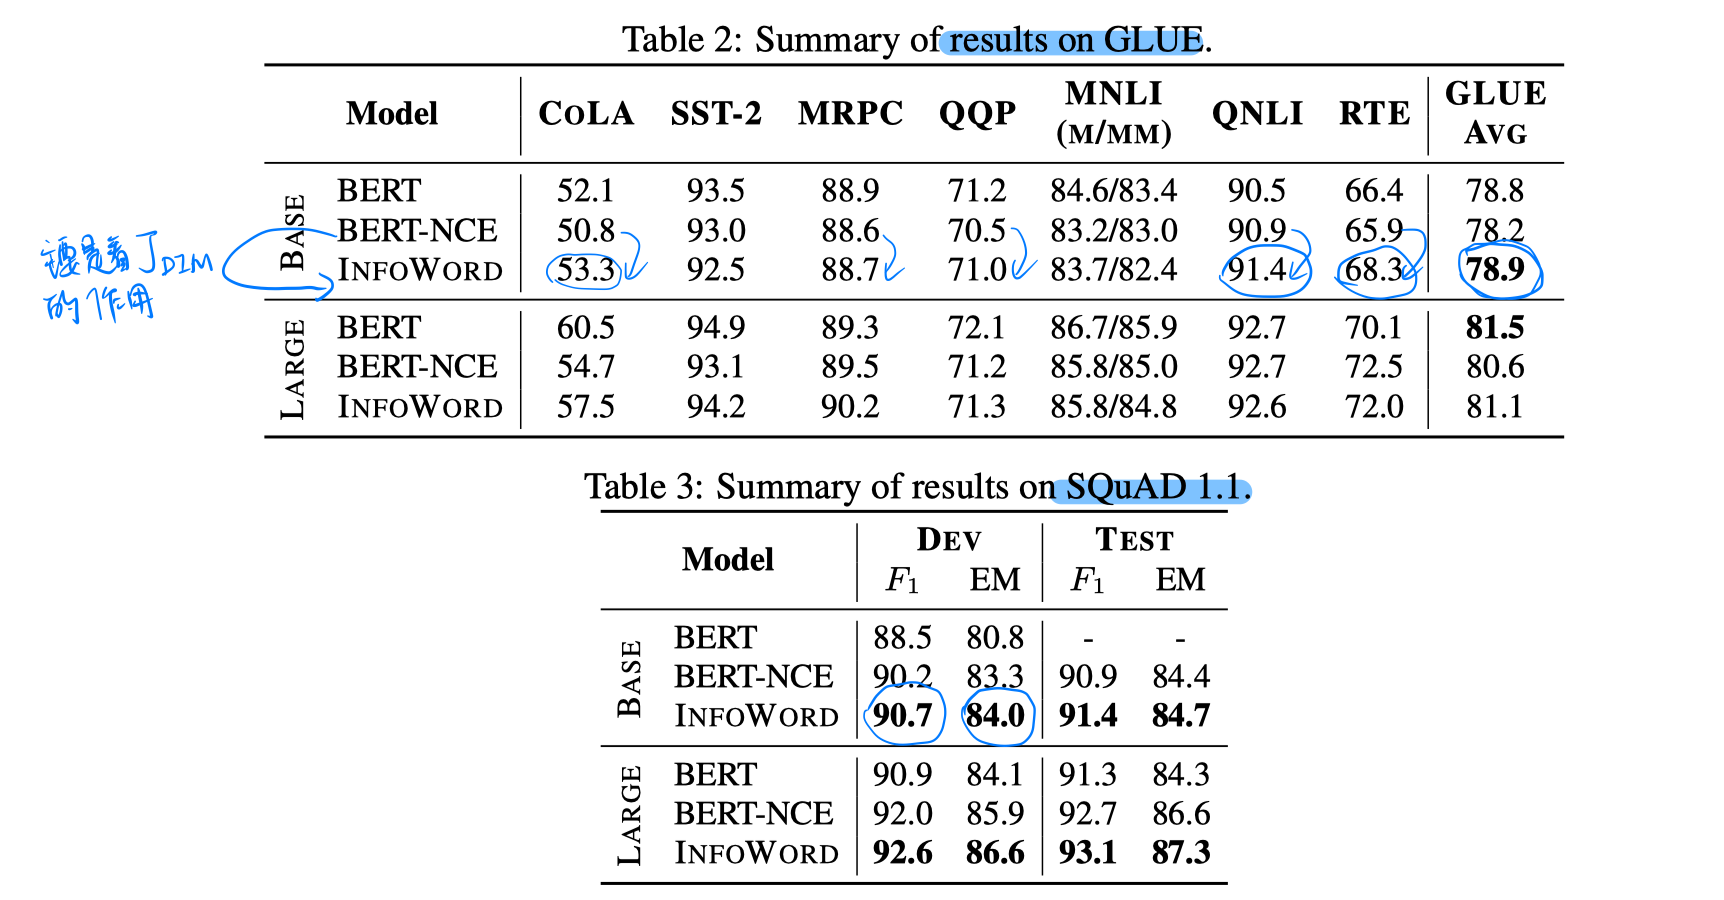 Table 2: Summary of results on GLUE.
Model CoLA SST-2 MRPC QQP MNLI (M/MM) QNLI RTE GLUE AVG
BASE
BERT 52.1 93.5 88.9 71.2 84.6/83.4 90.5 66.4 78.8
BERT-NCE 50.8 93.0 88.6 70.5 83.2/83.0 90.9 65.9 78.2
INFOWORD 53.3 92.5 88.7 71.0 83.7/82.4 91.4 68.3 78.9
要是看了DIM
的作用
LARGE
BERT 60.5 94.9 89.3 72.1 86.7/85.9 92.7 70.1 81.5
BERT-NCE 54.7 93.1 89.5 71.2 85.8/85.0 92.7 72.5 80.6
INFOWORD 57.5 94.2 90.2 71.3 85.8/84.8 92.6 72.0 81.1
Table 3: Summary of results on SQuAD 1.1.
Model DEV TEST
F1 EM F1 EM
BASE
BERT 88.5 80.8 - -
BERT-NCE 90.2 83.3 90.9 84.4
INFOWORD 90.7 84.0 91.4 84.7
LARGE
BERT 90.9 84.1 91.3 84.3
BERT-NCE 92.0 85.9 92.7 86.6
INFOWORD 92.6 86.6 93.1 87.3